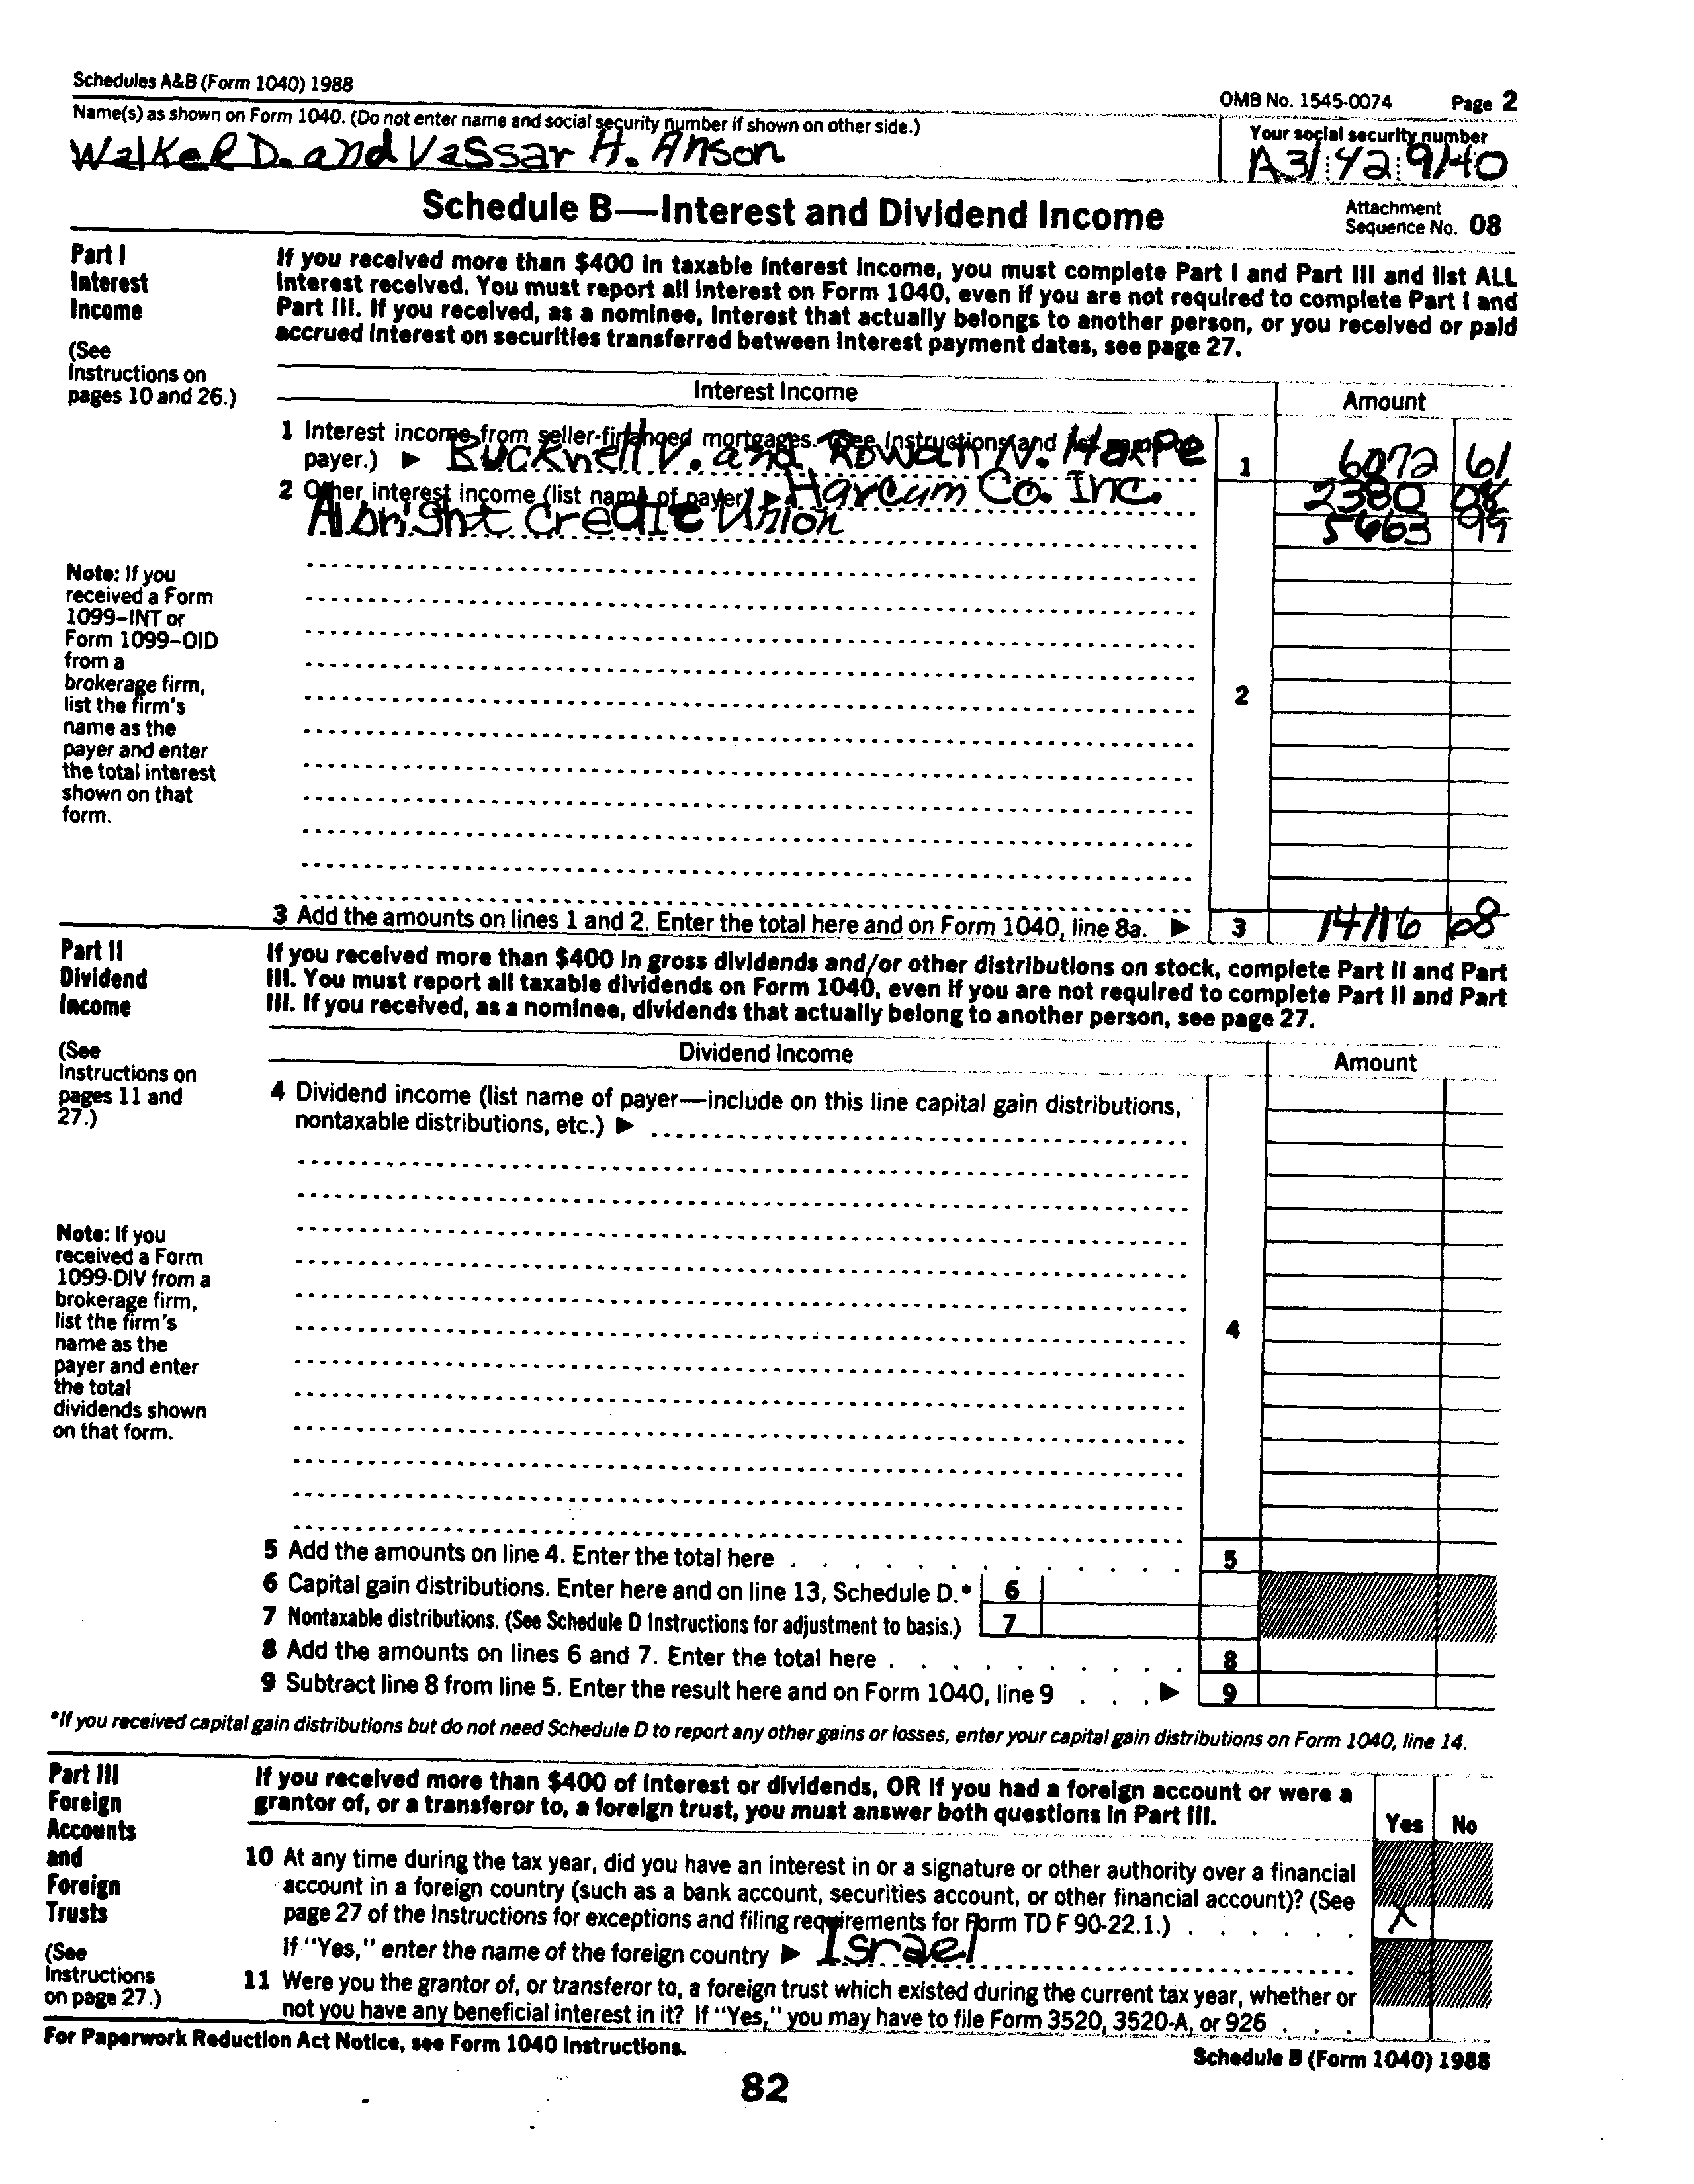 Schedules A&B (Form 1040) 1988
OMB No. 1545-0074 Page 2
Name(s) as shown on Form 1040. (Do not enter name and social security number if shown on other side.)
Your social security number
Walker D. and Vassar H. Anson
A31:42:9140
Schedule B—Interest and Dividend Income
Attachment
Sequence No. 08
Part I
Interest
Income
(See
Instructions on
pages 10 and 26.)
If you received more than $400 in taxable interest income, you must complete Part I and Part III and list ALL
interest received. You must report all interest on Form 1040, even if you are not required to complete Part I and
Part III. If you received, as a nominee, interest that actually belongs to another person, or you received or paid
accrued interest on securities transferred between interest payment dates, see page 27.
Interest Income
Amount
1 Interest income from seller-financed mortgages. (See Instructions and list name of
payer.) ▶ Bucknell V. and Rowan N. Harpe 1 6072 61
2 Other interest income (list name of payer) ▶ Harcum Co. Inc. 2380 08
Albright Credit Union 5663 99
Note: If you
received a Form
1099–INT or
Form 1099–OID
from a
brokerage firm,
list the firm's
name as the
payer and enter
the total interest
shown on that
form.
2
3 Add the amounts on lines 1 and 2. Enter the total here and on Form 1040, line 8a. ▶ 3 14116 68
Part II
Dividend
Income
(See
Instructions on
pages 11 and
27.)
If you received more than $400 in gross dividends and/or other distributions on stock, complete Part II and Part
III. You must report all taxable dividends on Form 1040, even if you are not required to complete Part II and Part
III. If you received, as a nominee, dividends that actually belong to another person, see page 27.
Dividend Income
Amount
4 Dividend income (list name of payer—include on this line capital gain distributions,
nontaxable distributions, etc.) ▶
Note: If you
received a Form
1099-DIV from a
brokerage firm,
list the firm's
name as the
payer and enter
the total
dividends shown
on that form.
4
5 Add the amounts on line 4. Enter the total here . . . . . . . . . . . . 5
6 Capital gain distributions. Enter here and on line 13, Schedule D.* 6
7 Nontaxable distributions. (See Schedule D Instructions for adjustment to basis.) 7
8 Add the amounts on lines 6 and 7. Enter the total here . . . . . . . . . . 8
9 Subtract line 8 from line 5. Enter the result here and on Form 1040, line 9 . . . ▶ 9
*If you received capital gain distributions but do not need Schedule D to report any other gains or losses, enter your capital gain distributions on Form 1040, line 14.
Part III
Foreign
Accounts
and
Foreign
Trusts
(See
Instructions
on page 27.)
If you received more than $400 of interest or dividends, OR if you had a foreign account or were a
grantor of, or a transferor to, a foreign trust, you must answer both questions in Part III.
Yes No
10 At any time during the tax year, did you have an interest in or a signature or other authority over a financial
account in a foreign country (such as a bank account, securities account, or other financial account)? (See
page 27 of the Instructions for exceptions and filing requirements for Form TD F 90-22.1.) . . . . . . X
If "Yes," enter the name of the foreign country ▶ Israel
11 Were you the grantor of, or transferor to, a foreign trust which existed during the current tax year, whether or
not you have any beneficial interest in it? If "Yes," you may have to file Form 3520, 3520-A, or 926 . . .
For Paperwork Reduction Act Notice, see Form 1040 Instructions.
Schedule B (Form 1040) 1988
82